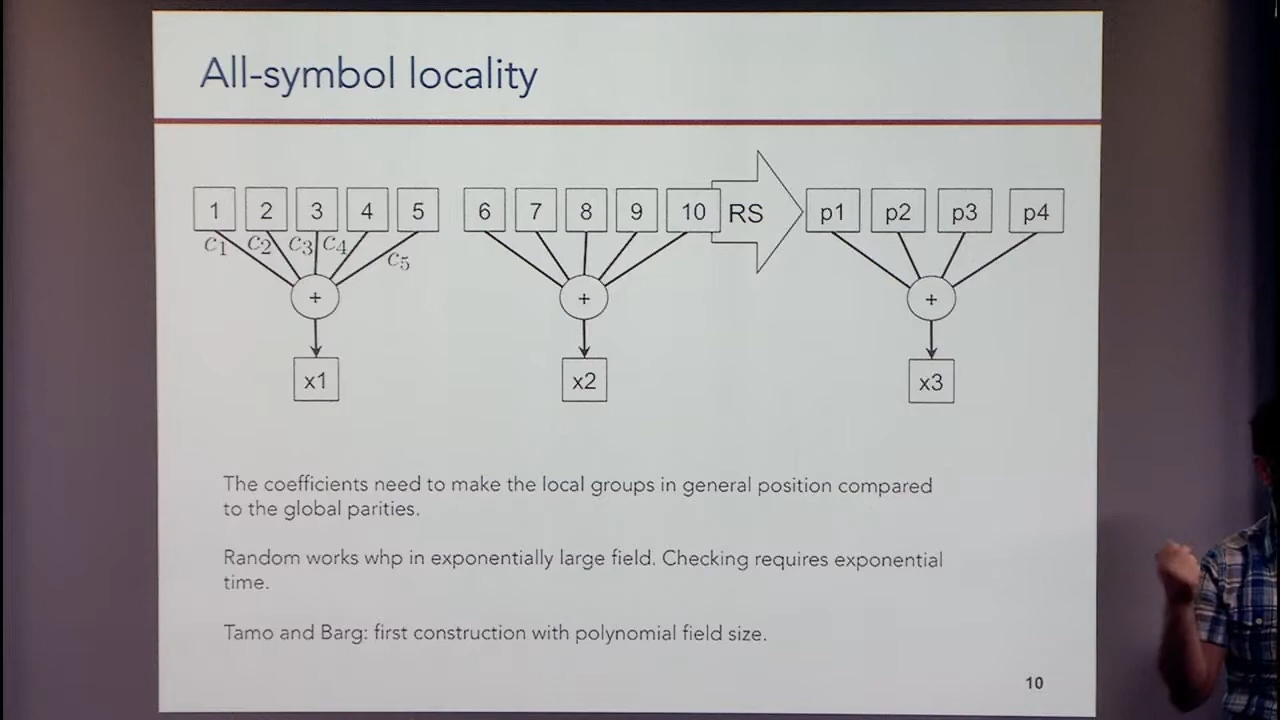 All-symbol locality
1 2 3 4 5 6 7 8 9 10 RS p1 p2 p3 p4
c1 c2 c3 c4 c5
+ + +
x1 x2 x3
The coefficients need to make the local groups in general position compared
to the global parities.
Random works whp in exponentially large field. Checking requires exponential
time.
Tamo and Barg: first construction with polynomial field size.
10